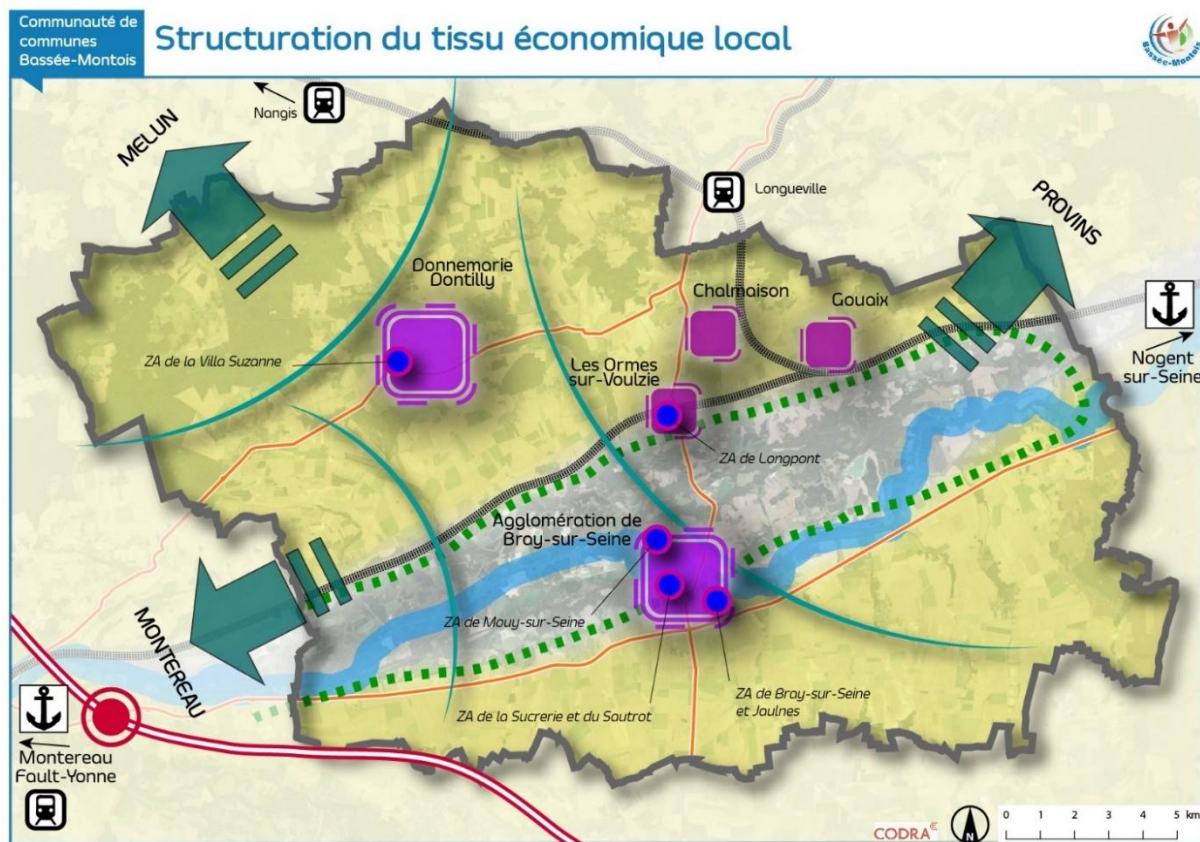 Communauté de
communes
Bassée-Montois
Structuration du tissu économique local
Bassée-Montois
Nangis
MELUN
Longueville
PROVINS
Donnemarie
Dontilly
Chalmaison
Gouaix
ZA de la Villa Suzanne
Les Ormes
sur-Voulzie
Nogent
sur-Seine
ZA de Longpont
Agglomération de
Bray-sur-Seine
ZA de Mouy-sur-Seine
MONTEREAU
ZA de la Sucrerie et du Sautrot
ZA de Bray-sur-Seine
et Jaulnes
Montereau
Fault-Yonne
CODRA
N
0 1 2 3 4 5 km